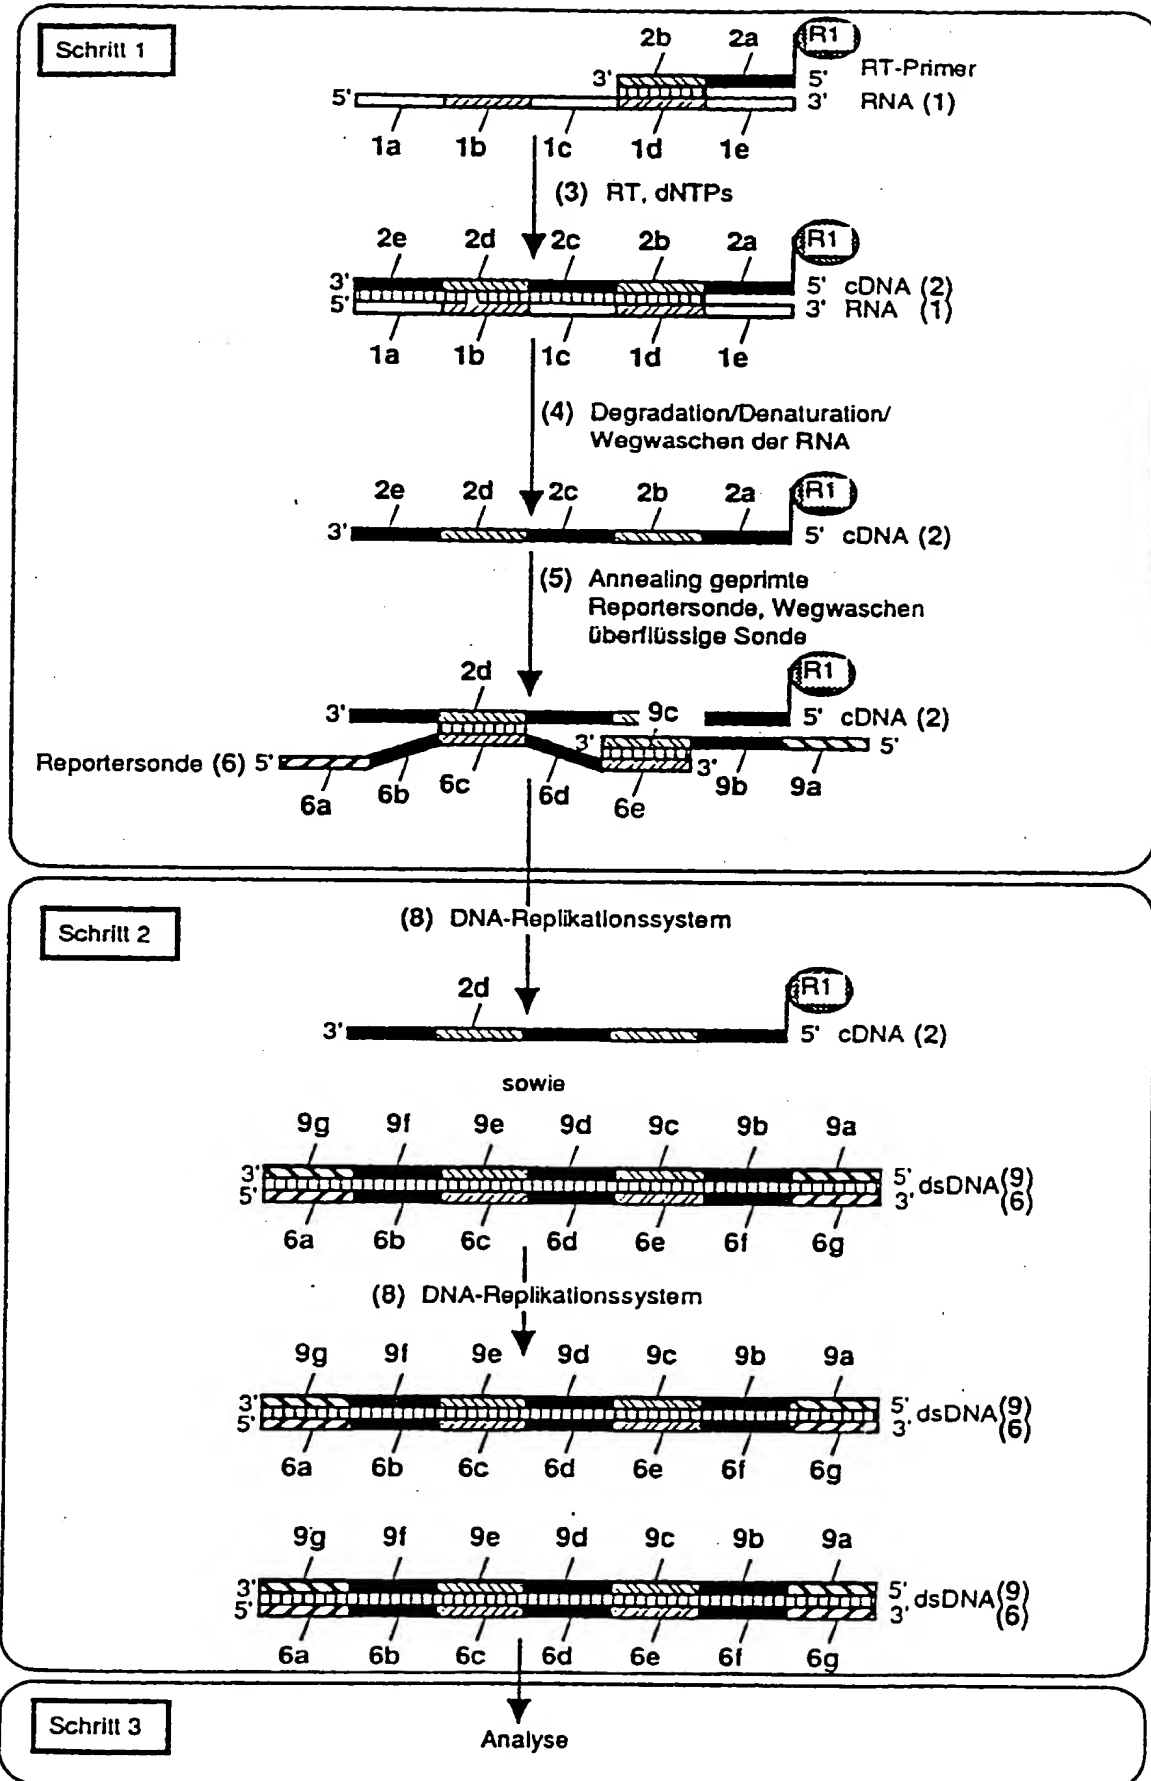 Schritt 1
2b 2a R1
3' 5' RT-Primer
5' 3' RNA (1)
1a 1b 1c 1d 1e
(3) RT, dNTPs
2e 2d 2c 2b 2a R1
3' 5' cDNA (2)
5' 3' RNA (1)
1a 1b 1c 1d 1e
(4) Degradation/Denaturation/
Wegwaschen der RNA
2e 2d 2c 2b 2a R1
3' 5' cDNA (2)
(5) Annealing geprimte
Reportersonde, Wegwaschen
überflüssige Sonde
2d R1
3' 9c 5' cDNA (2)
3' 5'
Reportersonde (6) 5' 3'
6a 6b 6c 6d 6e 9b 9a
Schritt 2
(8) DNA-Replikationssystem
2d R1
3' 5' cDNA (2)
sowie
9g 9f 9e 9d 9c 9b 9a
3' 5' dsDNA (9)
5' 3' (6)
6a 6b 6c 6d 6e 6f 6g
(8) DNA-Replikationssystem
9g 9f 9e 9d 9c 9b 9a
3' 5' dsDNA (9)
5' 3' (6)
6a 6b 6c 6d 6e 6f 6g
9g 9f 9e 9d 9c 9b 9a
3' 5' dsDNA (9)
5' 3' (6)
6a 6b 6c 6d 6e 6f 6g
Schritt 3
Analyse